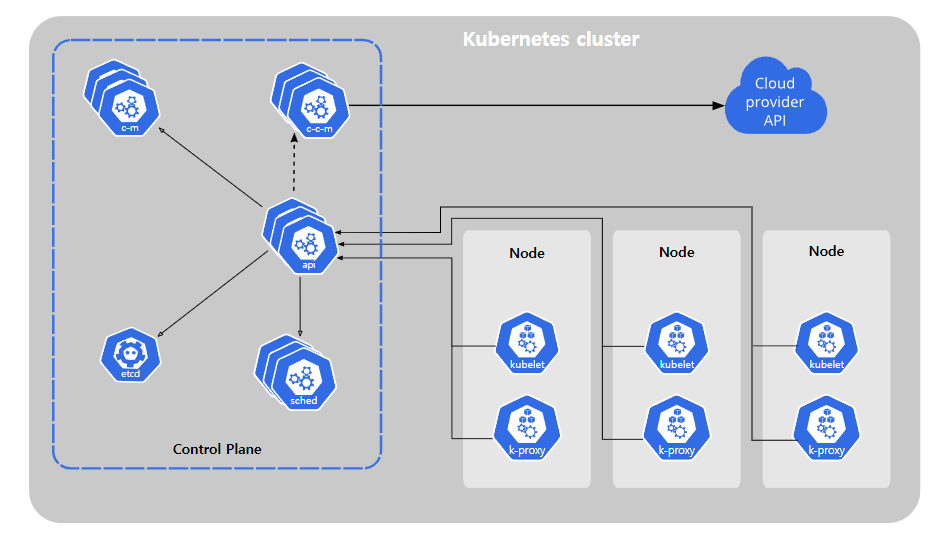 Kubernetes cluster
c-m
c-c-m
Cloud
provider
API
api
Node
Node
Node
etcd
sched
kubelet
kubelet
kubelet
k-proxy
k-proxy
k-proxy
Control Plane